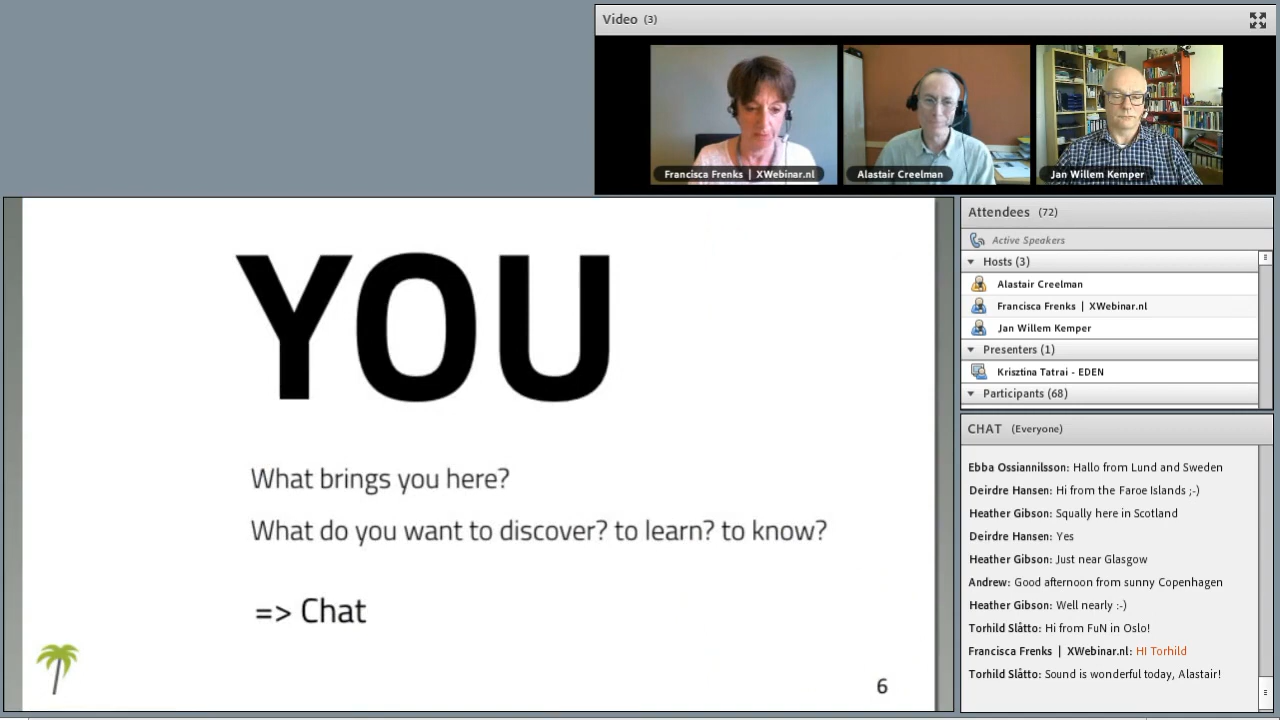 Video (3)
Francisca Frenks | XWebinar.nl
Alastair Creelman
Jan Willem Kemper
YOU
What brings you here?
What do you want to discover? to learn? to know?
=> Chat
6
Attendees (72)
Active Speakers
Hosts (3)
Alastair Creelman
Francisca Frenks | XWebinar.nl
Jan Willem Kemper
Presenters (1)
Krisztina Tatrai - EDEN
Participants (68)
CHAT (Everyone)
Ebba Ossiannilsson: Hallo from Lund and Sweden
Deirdre Hansen: Hi from the Faroe Islands ;-)
Heather Gibson: Squally here in Scotland
Deirdre Hansen: Yes
Heather Gibson: Just near Glasgow
Andrew: Good afternoon from sunny Copenhagen
Heather Gibson: Well nearly :-)
Torhild Slåtto: Hi from FuN in Oslo!
Francisca Frenks | XWebinar.nl: HI Torhild
Torhild Slåtto: Sound is wonderful today, Alastair!